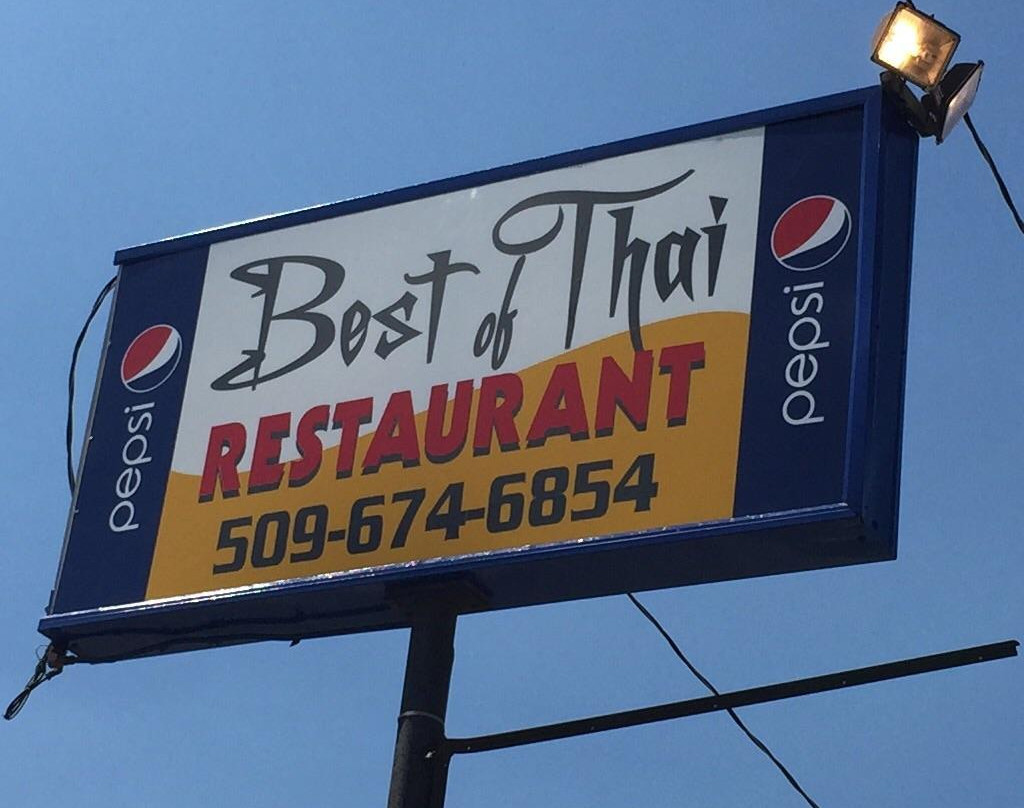 Best of Thai
RESTAURANT
509-674-6854
pepsi
pepsi